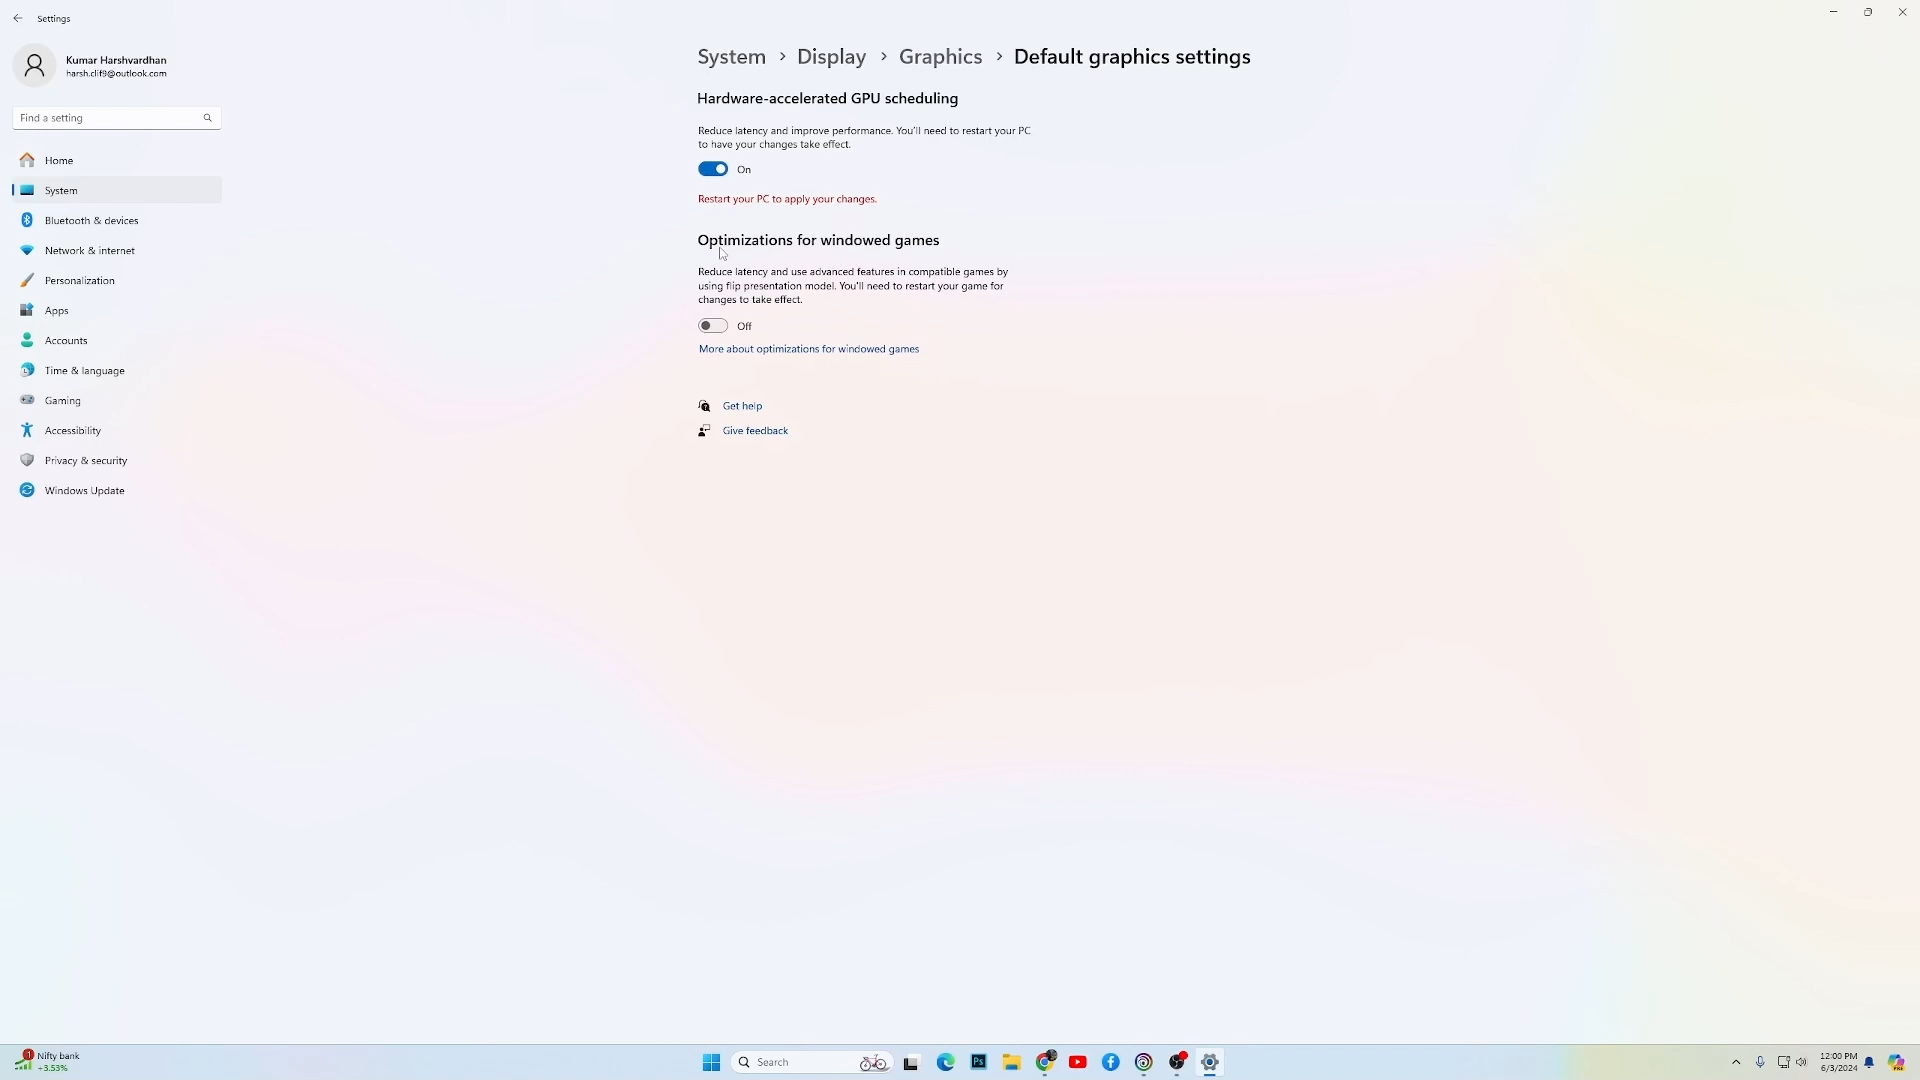 Settings
Kumar Harshvardhan
harsh.clif9@outlook.com
Find a setting
Home
System
Bluetooth & devices
Network & internet
Personalization
Apps
Accounts
Time & language
Gaming
Accessibility
Privacy & security
Windows Update
System › Display › Graphics › Default graphics settings
Hardware-accelerated GPU scheduling
Reduce latency and improve performance. You'll need to restart your PC
to have your changes take effect.
On
Restart your PC to apply your changes.
Optimizations for windowed games
Reduce latency and use advanced features in compatible games by
using flip presentation model. You'll need to restart your game for
changes to take effect.
Off
More about optimizations for windowed games
Get help
Give feedback
1
Nifty bank
+3.53%
Search
Ps
12:00 PM
6/3/2024
PRE